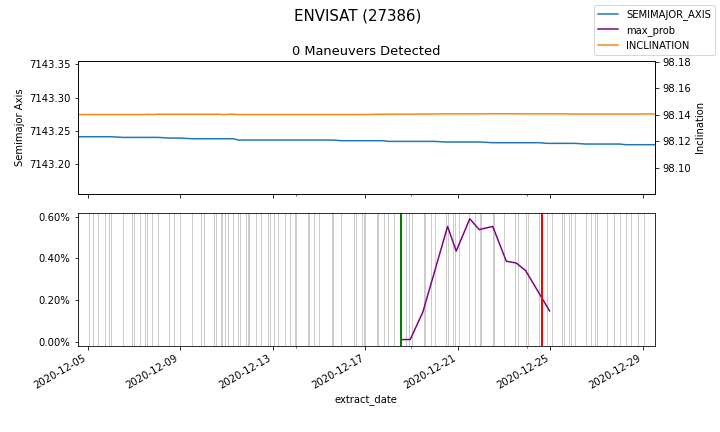 ENVISAT (27386)
SEMIMAJOR_AXIS
max_prob
INCLINATION
0 Maneuvers Detected
Semimajor Axis
7143.35
7143.30
7143.25
7143.20
98.18
98.16
98.14
98.12
98.10
Inclination
0.60%
0.40%
0.20%
0.00%
2020-12-05
2020-12-09
2020-12-13
2020-12-17
2020-12-21
2020-12-25
2020-12-29
extract_date